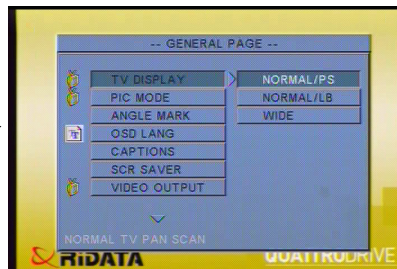 -- GENERAL PAGE --
TV DISPLAY
NORMAL/PS
PIC MODE
NORMAL/LB
ANGLE MARK
WIDE
OSD LANG
CAPTIONS
SCR SAVER
VIDEO OUTPUT
NORMAL TV PAN SCAN
RiDATA
QUATTRODRIVE